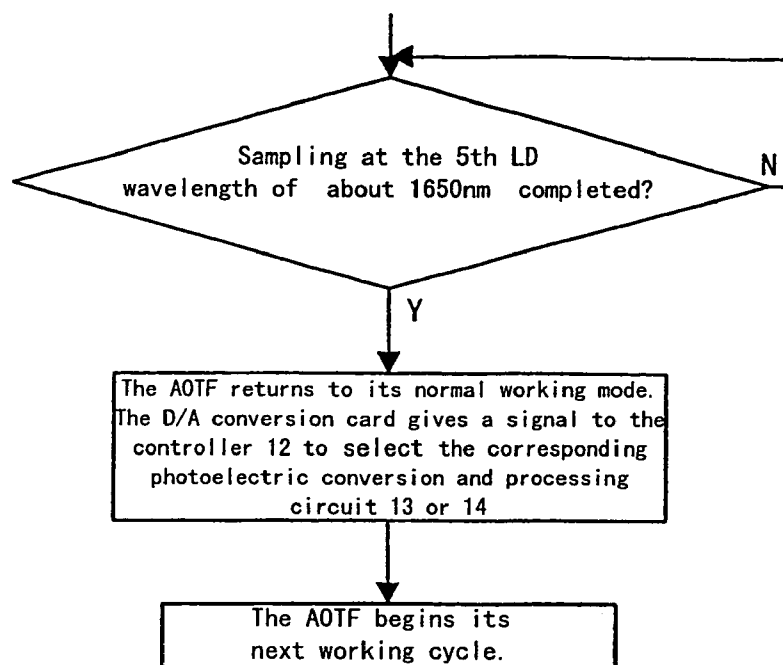 Sampling at the 5th LD
wavelength of about 1650nm completed?
N
Y
The AOTF returns to its normal working mode.
The D/A conversion card gives a signal to the
controller 12 to select the corresponding
photoelectric conversion and processing
circuit 13 or 14
The AOTF begins its
next working cycle.